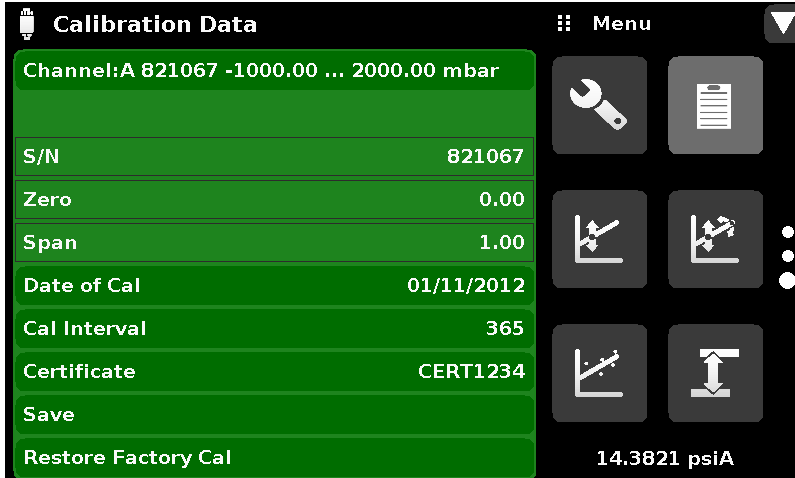 Calibration Data
Menu
Channel:A 821067 -1000.00 ... 2000.00 mbar
S/N 821067
Zero 0.00
Span 1.00
Date of Cal 01/11/2012
Cal Interval 365
Certificate CERT1234
Save
Restore Factory Cal
14.3821 psiA